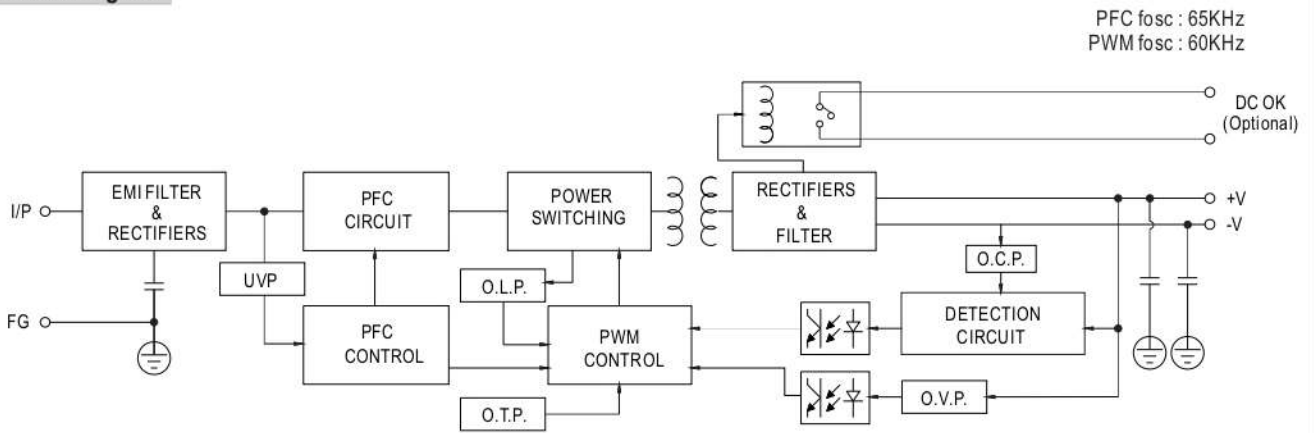 PFC fosc : 65KHz
PWM fosc : 60KHz
DC OK
(Optional)
I/P
EMI FILTER
&
RECTIFIERS
PFC
CIRCUIT
POWER
SWITCHING
RECTIFIERS
&
FILTER
+V
-V
UVP
O.L.P.
O.C.P.
FG
PFC
CONTROL
PWM
CONTROL
DETECTION
CIRCUIT
O.T.P.
O.V.P.